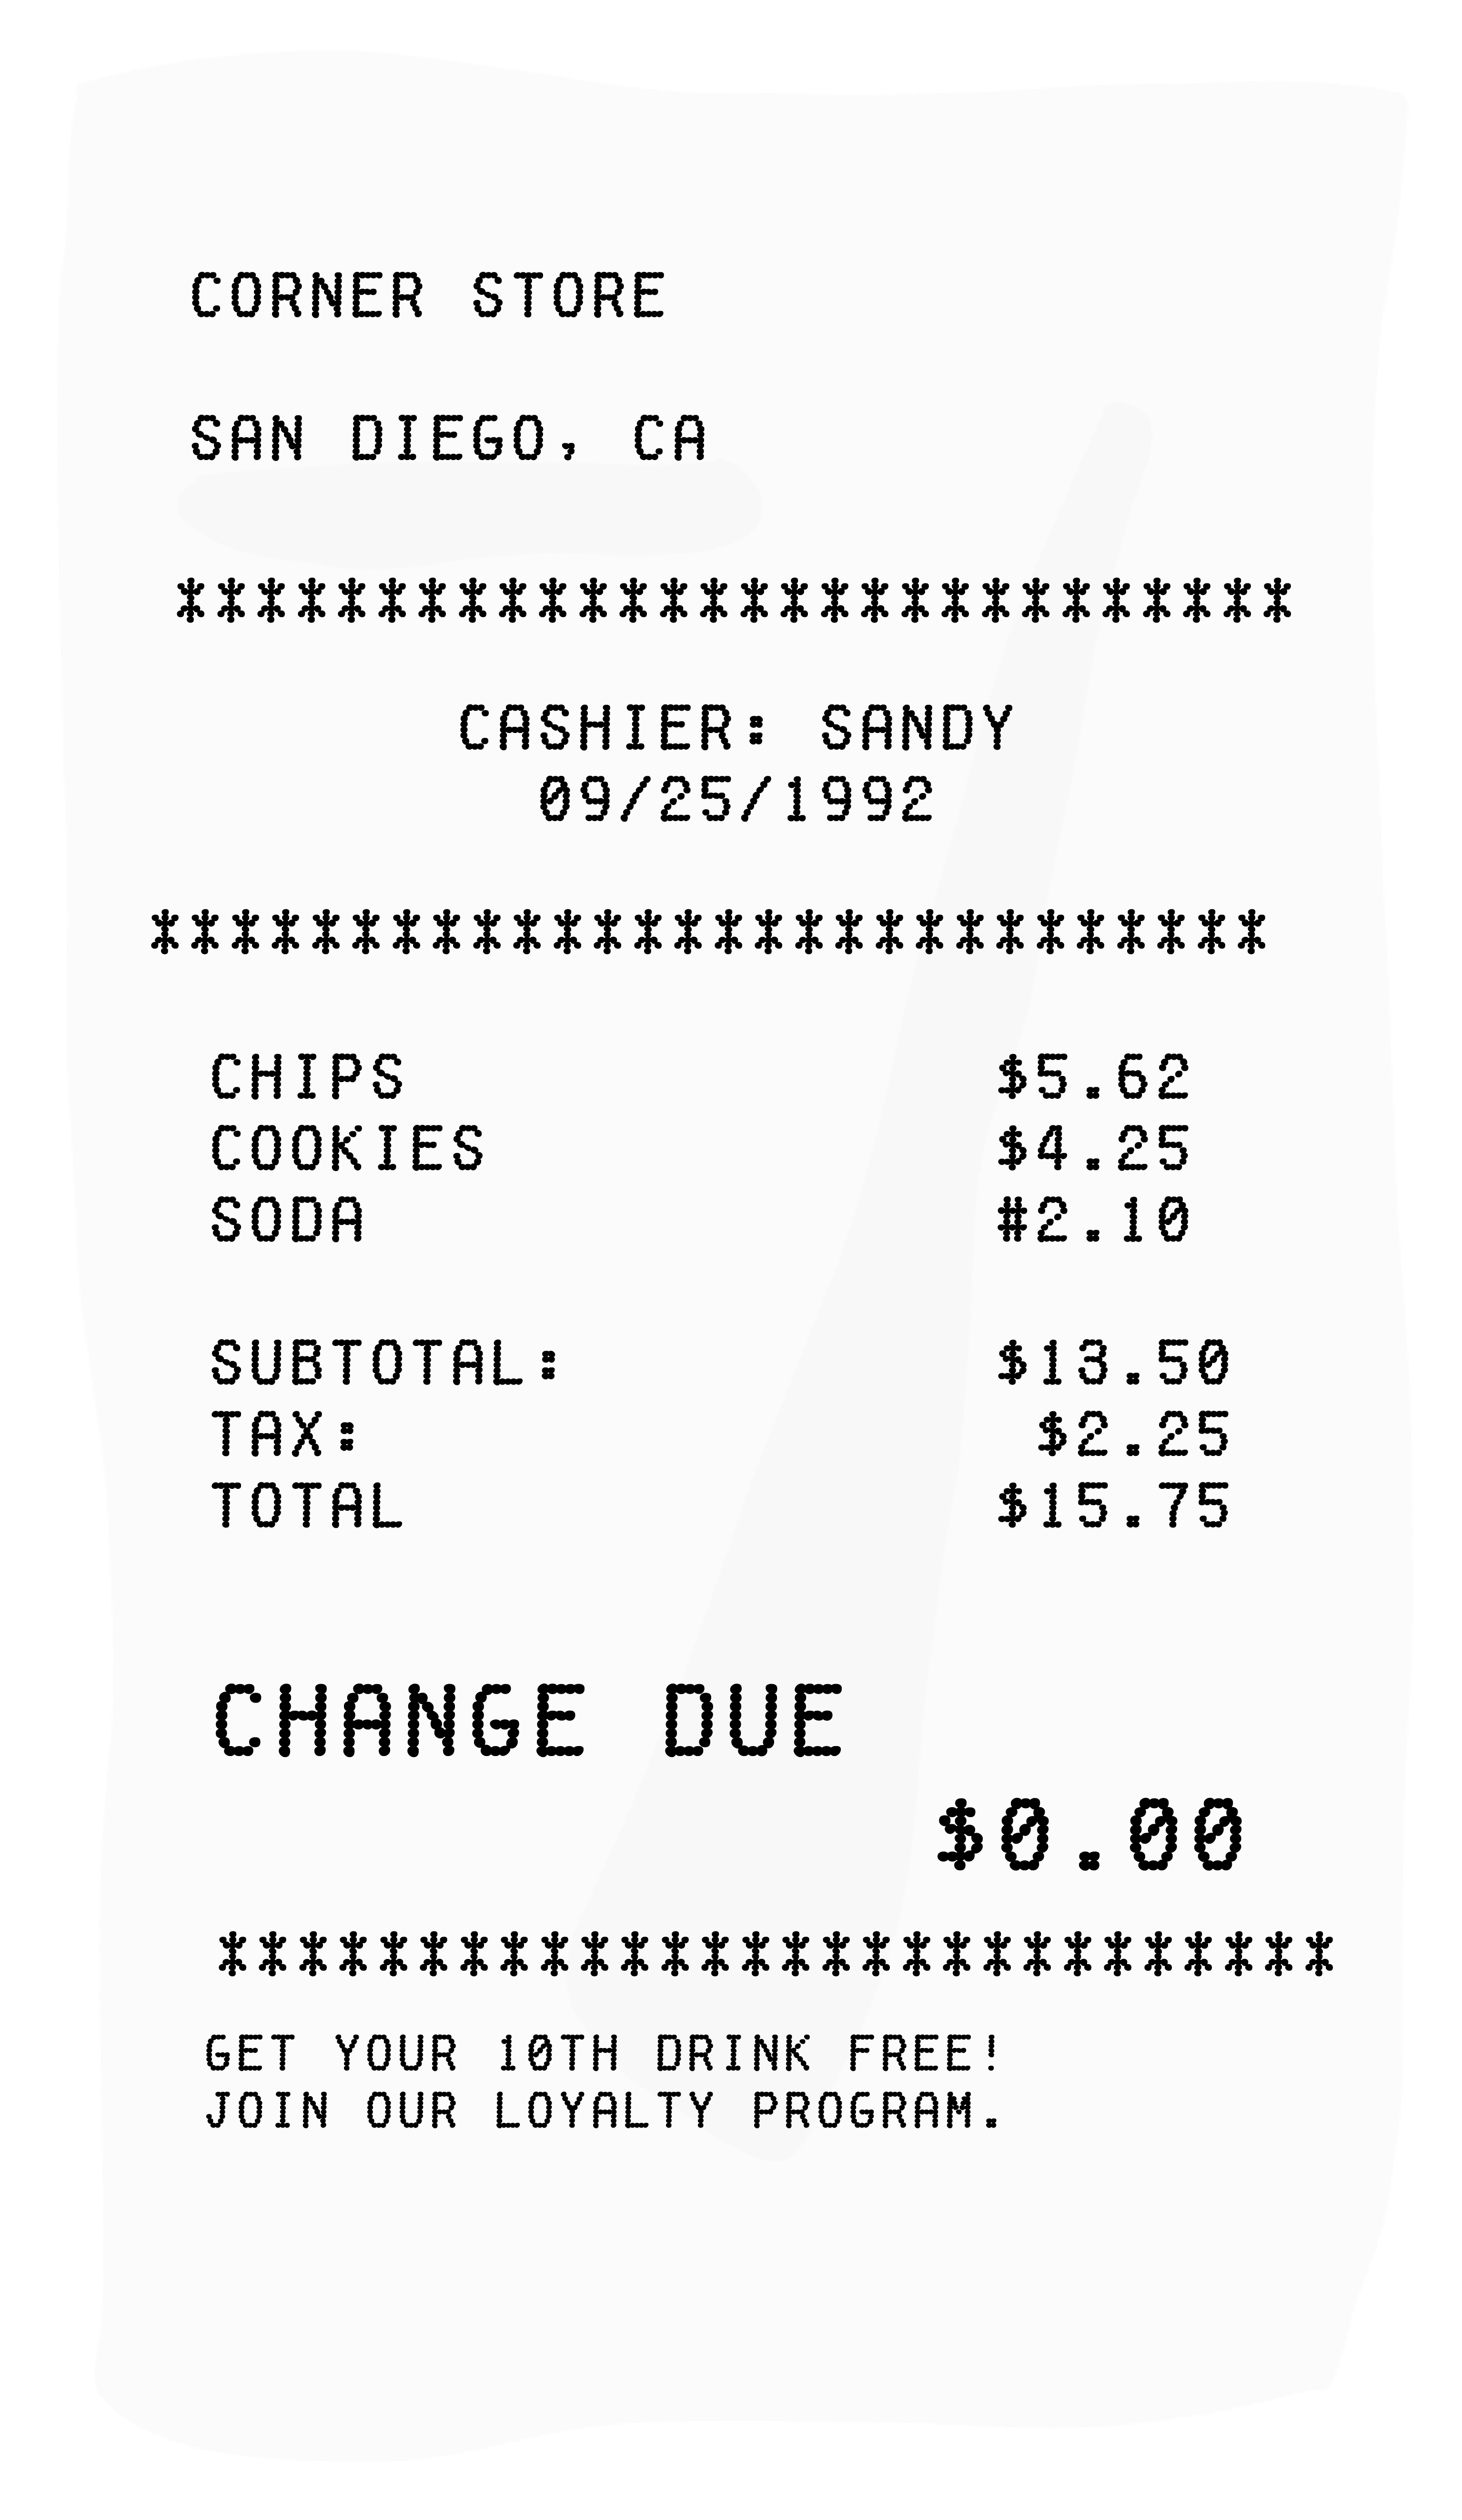 CORNER STORE
SAN DIEGO, CA
****************************
CASHIER: SANDY
09/25/1992
****************************
CHIPS $5.62
COOKIES $4.25
SODA #2.10
SUBTOTAL: $13.50
TAX: $2.25
TOTAL $15.75
CHANGE DUE
$0.00
****************************
GET YOUR 10TH DRINK FREE!
JOIN OUR LOYALTY PROGRAM.